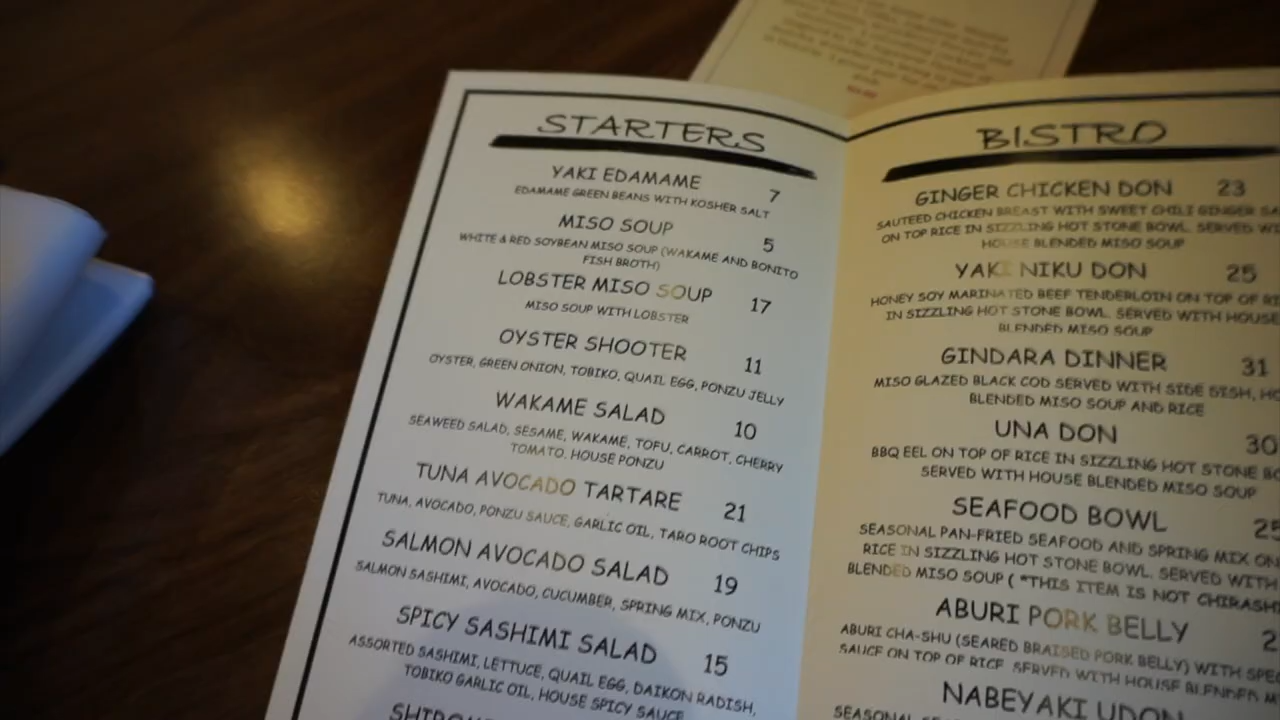 STARTERS
YAKI EDAMAME 7
EDAMAME GREEN BEANS WITH KOSHER SALT
MISO SOUP 5
WHITE & RED SOYBEAN MISO SOUP (WAKAME AND BONITO
FISH BROTH)
LOBSTER MISO SOUP 17
MISO SOUP WITH LOBSTER
OYSTER SHOOTER 11
OYSTER, GREEN ONION, TOBIKO, QUAIL EGG, PONZU JELLY
WAKAME SALAD 10
SEAWEED SALAD, SESAME, WAKAME, TOFU, CARROT, CHERRY
TOMATO, HOUSE PONZU
TUNA AVOCADO TARTARE 21
TUNA, AVOCADO, PONZU SAUCE, GARLIC OIL, TARO ROOT CHIPS
SALMON AVOCADO SALAD 19
SALMON SASHIMI, AVOCADO, CUCUMBER, SPRING MIX, PONZU
SPICY SASHIMI SALAD 15
ASSORTED SASHIMI, LETTUCE, QUAIL EGG, DAIKON RADISH,
TOBIKO GARLIC OIL, HOUSE SPICY SAUCE
BISTRO
GINGER CHICKEN DON 23
SAUTEED CHICKEN BREAST WITH SWEET CHILI GINGER
ON TOP RICE IN SIZZLING HOT STONE BOWL. SERVED
HOUSE BLENDED MISO SOUP
YAKI NIKU DON 25
HONEY SOY MARINATED BEEF TENDERLOIN ON TOP OF
IN SIZZLING HOT STONE BOWL. SERVED WITH HOUSE
BLENDED MISO SOUP
GINDARA DINNER 31
MISO GLAZED BLACK COD SERVED WITH SIDE DISH,
BLENDED MISO SOUP AND RICE
UNA DON 30
BBQ EEL ON TOP OF RICE IN SIZZLING HOT STONE
SERVED WITH HOUSE BLENDED MISO SOUP
SEAFOOD BOWL
SEASONAL PAN-FRIED SEAFOOD AND SPRING MIX ON
RICE IN SIZZLING HOT STONE BOWL. SERVED WITH
BLENDED MISO SOUP ( *THIS ITEM IS NOT CHIRASHI
ABURI PORK BELLY
ABURI CHA-SHU (SEARED BRAISED PORK BELLY) WITH
SAUCE ON TOP OF RICE. SERVED WITH HOUSE BLENDED
NABEYAKI UDON
SEASONAL